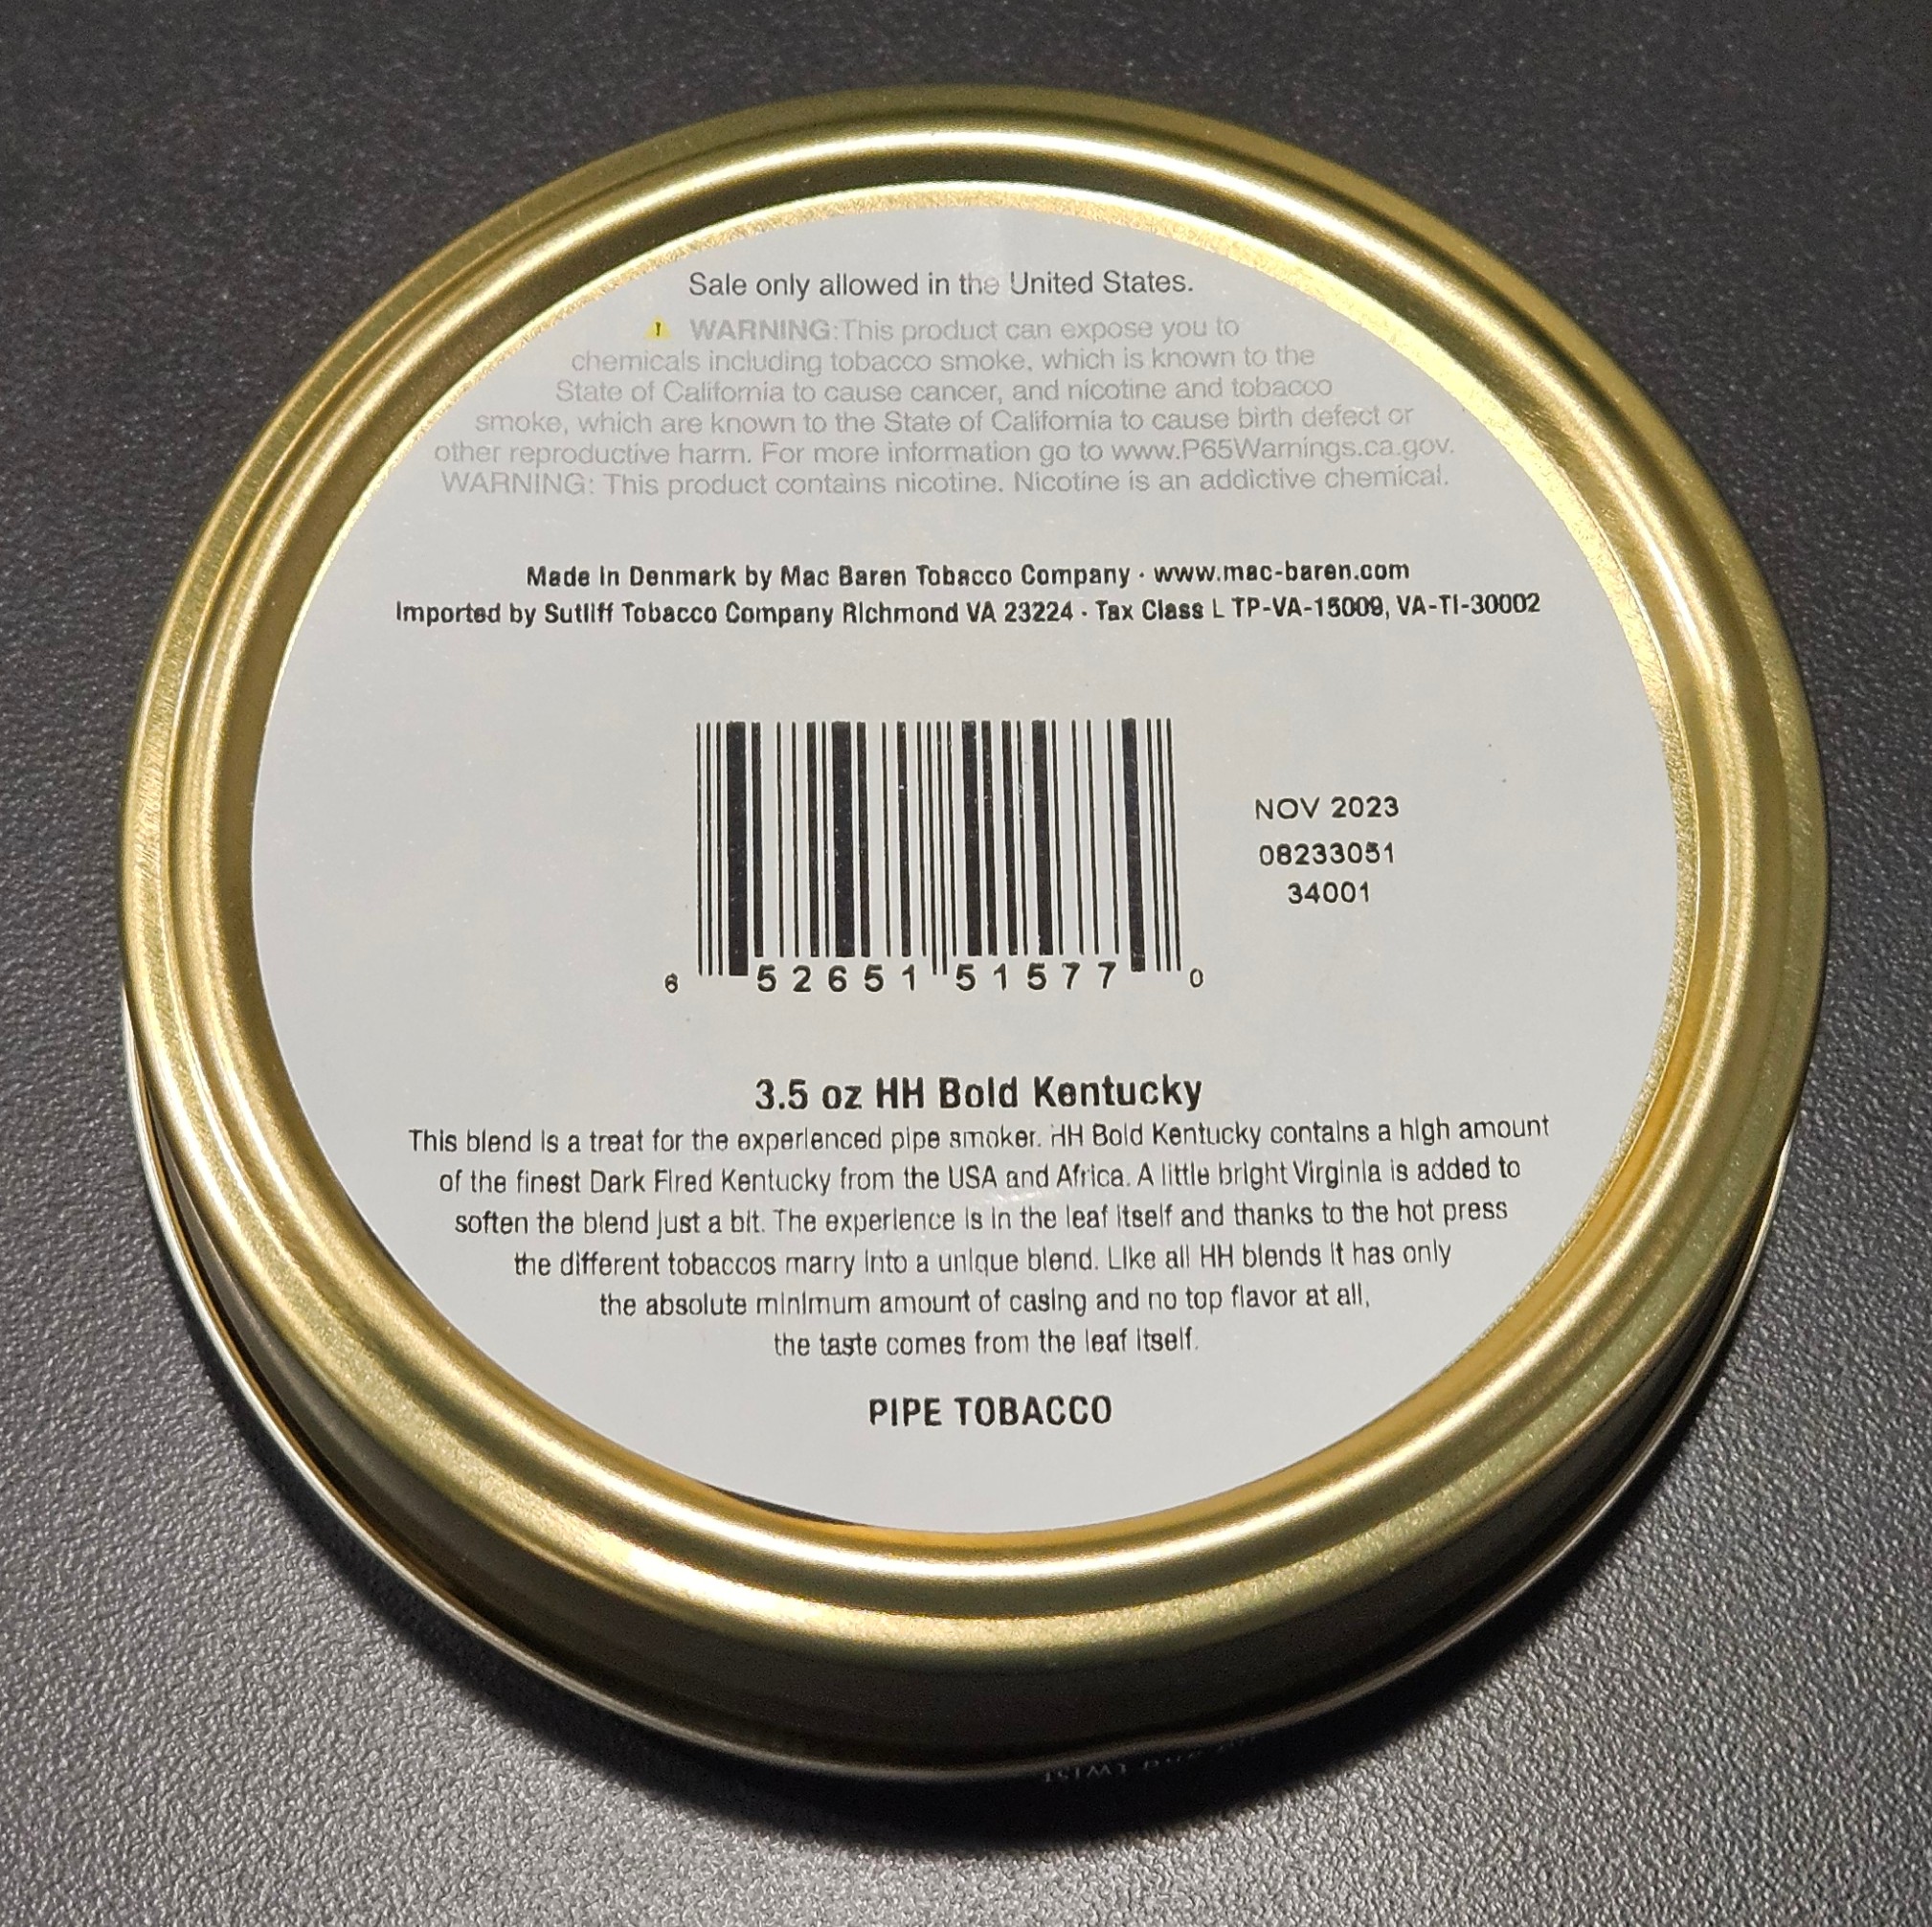 Sale only allowed in the United States.
WARNING:This product can expose you to
chemicals including tobacco smoke, which is known to the
State of California to cause cancer, and nicotine and tobacco
smoke, which are known to the State of California to cause birth defect or
other reproductive harm. For more information go to www.P65Warnings.ca.gov.
WARNING: This product contains nicotine. Nicotine is an addictive chemical.
Made In Denmark by Mac Baren Tobacco Company · www.mac-baren.com
Imported by Sutliff Tobacco Company Richmond VA 23224 · Tax Class L TP-VA-15009, VA-TI-30002
NOV 2023
08233051
34001
6 52651 51577 0
3.5 oz HH Bold Kentucky
This blend is a treat for the experienced pipe smoker. HH Bold Kentucky contains a high amount
of the finest Dark Fired Kentucky from the USA and Africa. A little bright Virginia is added to
soften the blend just a bit. The experience is in the leaf itself and thanks to the hot press
the different tobaccos marry into a unique blend. Like all HH blends it has only
the absolute minimum amount of casing and no top flavor at all,
the taste comes from the leaf itself.
PIPE TOBACCO